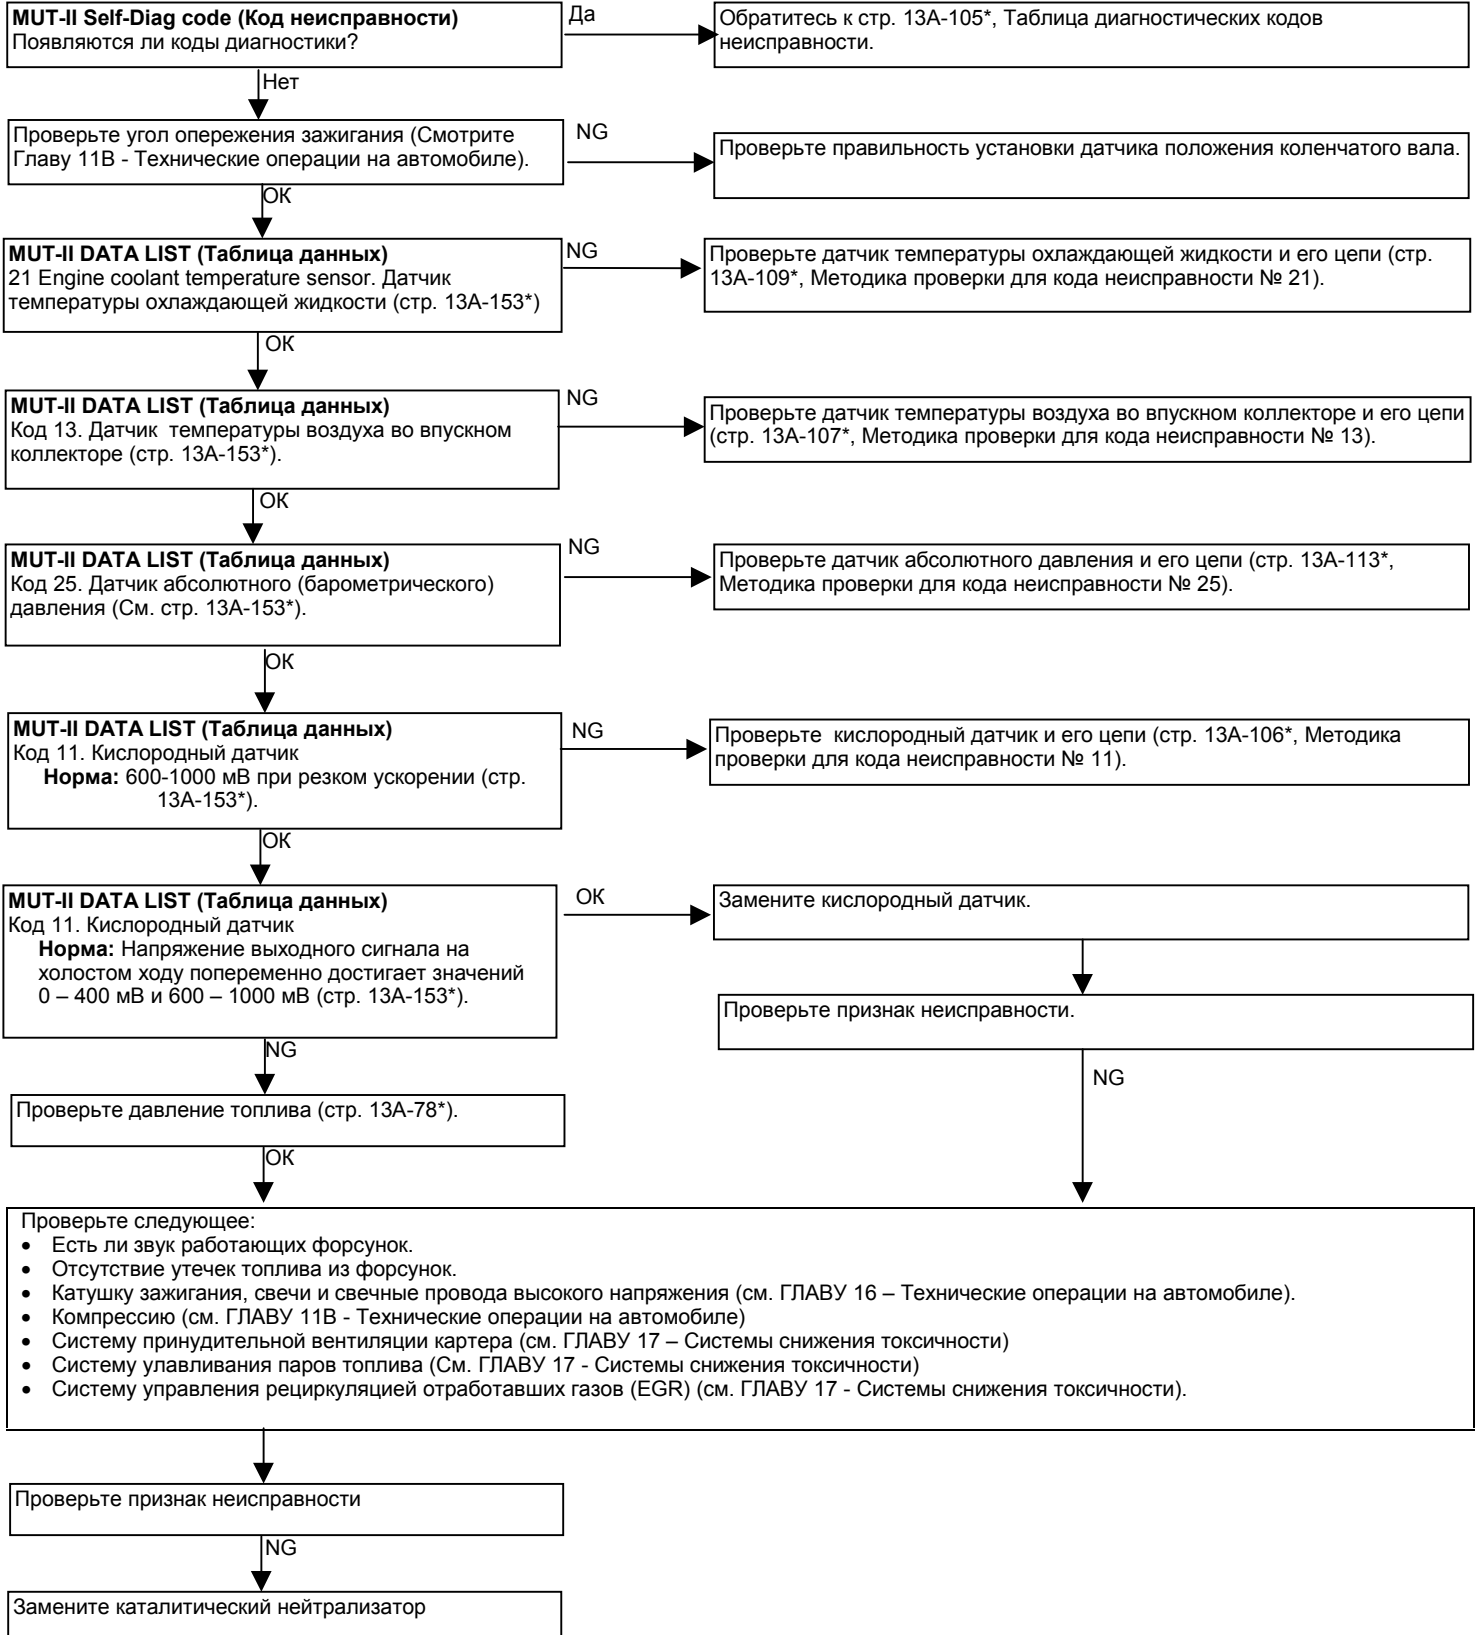 MUT-II Self-Diag code (Код неисправности)
Появляются ли коды диагностики?
Да
Обратитесь к стр. 13A-105*, Таблица диагностических кодов
неисправности.
Нет
Проверьте угол опережения зажигания (Смотрите
Главу 11B - Технические операции на автомобиле).
NG
Проверьте правильность установки датчика положения коленчатого вала.
OK
MUT-II DATA LIST (Таблица данных)
21 Engine coolant temperature sensor. Датчик
температуры охлаждающей жидкости (стр. 13A-153*)
NG
Проверьте датчик температуры охлаждающей жидкости и его цепи (стр.
13A-109*, Методика проверки для кода неисправности № 21).
OK
MUT-II DATA LIST (Таблица данных)
Код 13. Датчик температуры воздуха во впускном
коллекторе (стр. 13A-153*).
NG
Проверьте датчик температуры воздуха во впускном коллекторе и его цепи
(стр. 13A-107*, Методика проверки для кода неисправности № 13).
OK
MUT-II DATA LIST (Таблица данных)
Код 25. Датчик абсолютного (барометрического)
давления (См. стр. 13A-153*).
NG
Проверьте датчик абсолютного давления и его цепи (стр. 13A-113*,
Методика проверки для кода неисправности № 25).
OK
MUT-II DATA LIST (Таблица данных)
Код 11. Кислородный датчик
Норма: 600-1000 мВ при резком ускорении (стр.
13A-153*).
NG
Проверьте кислородный датчик и его цепи (стр. 13A-106*, Методика
проверки для кода неисправности № 11).
OK
MUT-II DATA LIST (Таблица данных)
Код 11. Кислородный датчик
Норма: Напряжение выходного сигнала на
холостом ходу попеременно достигает значений
0 – 400 мВ и 600 – 1000 мВ (стр. 13A-153*).
OK
Замените кислородный датчик.
Проверьте признак неисправности.
NG
NG
Проверьте давление топлива (стр. 13A-78*).
OK
Проверьте следующее:
• Есть ли звук работающих форсунок.
• Отсутствие утечек топлива из форсунок.
• Катушку зажигания, свечи и свечные провода высокого напряжения (см. ГЛАВУ 16 – Технические операции на автомобиле).
• Компрессию (см. ГЛАВУ 11B - Технические операции на автомобиле)
• Систему принудительной вентиляции картера (см. ГЛАВУ 17 – Системы снижения токсичности)
• Систему улавливания паров топлива (См. ГЛАВУ 17 - Системы снижения токсичности)
• Систему управления рециркуляцией отработавших газов (EGR) (см. ГЛАВУ 17 - Системы снижения токсичности).
Проверьте признак неисправности
NG
Замените каталитический нейтрализатор